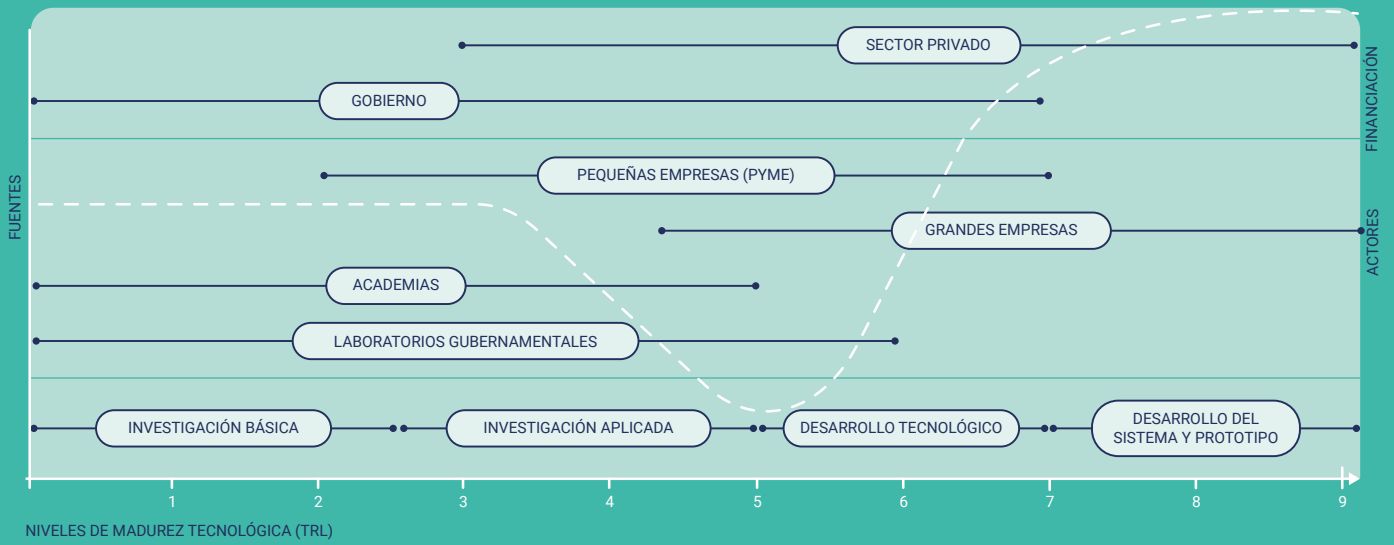 SECTOR PRIVADO
FINANCIACIÓN
GOBIERNO
FUENTES
PEQUEÑAS EMPRESAS (PYME)
GRANDES EMPRESAS
ACTORES
ACADEMIAS
LABORATORIOS GUBERNAMENTALES
INVESTIGACIÓN BÁSICA
INVESTIGACIÓN APLICADA
DESARROLLO TECNOLÓGICO
DESARROLLO DEL
SISTEMA Y PROTOTIPO
1 2 3 4 5 6 7 8 9
NIVELES DE MADUREZ TECNOLÓGICA (TRL)